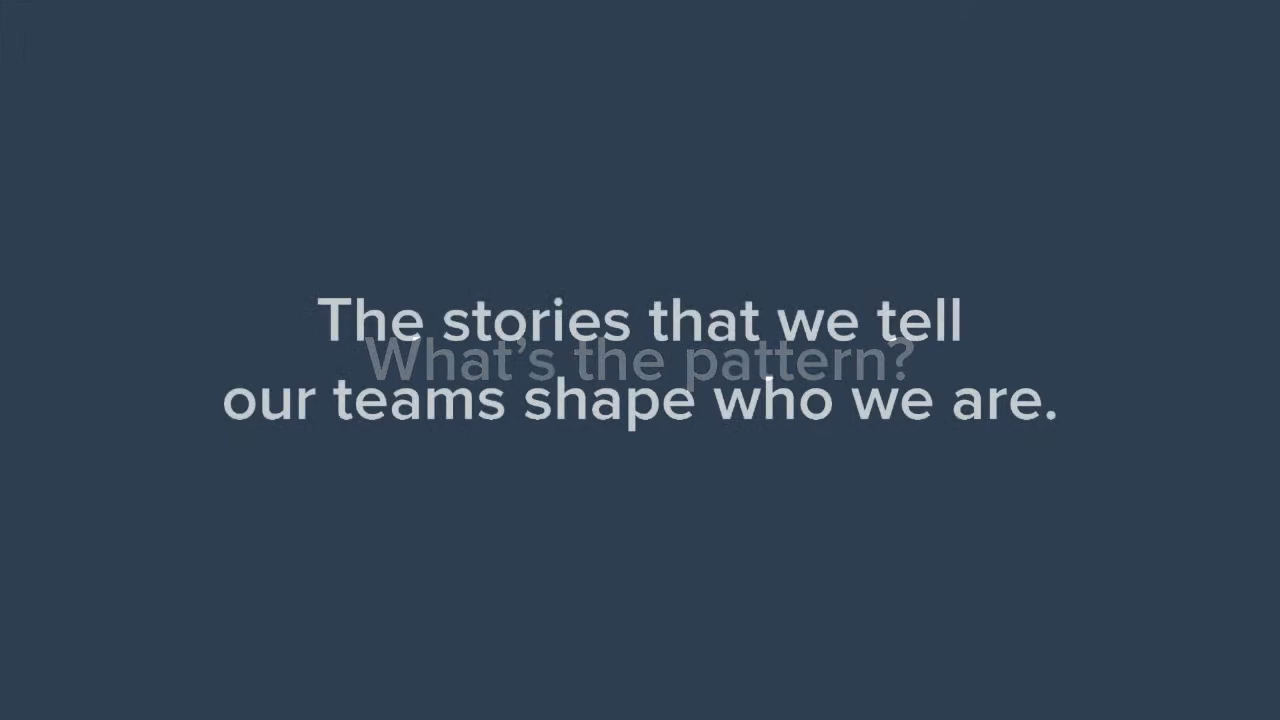 The stories that we tell
What's the pattern?
our teams shape who we are.